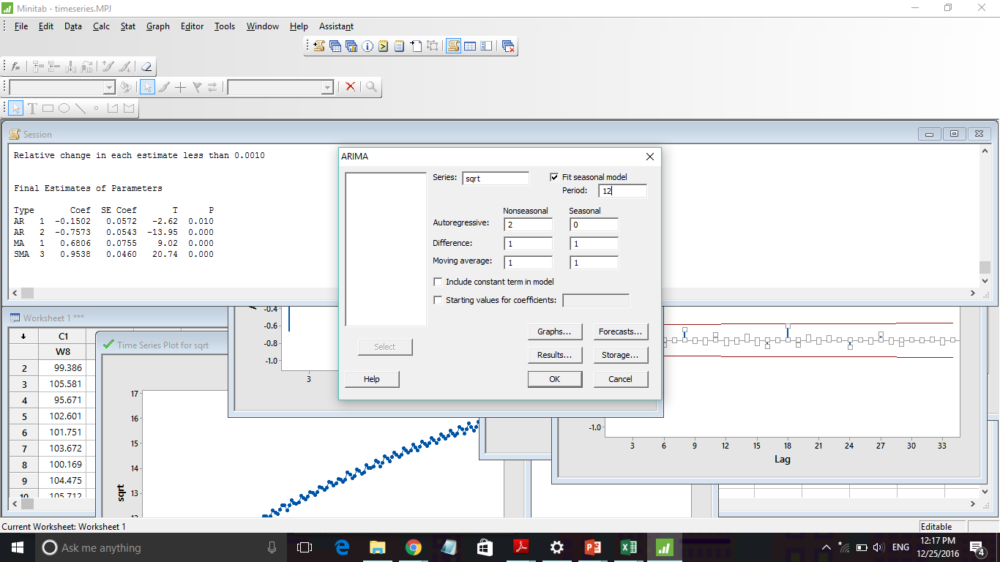 Minitab - timeseries.MPJ
File Edit Data Calc Stat Graph Editor Tools Window Help Assistant
Session
Relative change in each estimate less than 0.0010
Final Estimates of Parameters
Type Coef SE Coef T P
AR 1 -0.1502 0.0572 -2.62 0.010
AR 2 -0.7573 0.0543 -13.95 0.000
MA 1 0.6806 0.0755 9.02 0.000
SMA 3 0.9538 0.0460 20.74 0.000
ARIMA
Series: sqrt
Fit seasonal model
Period: 12
Nonseasonal Seasonal
Autoregressive: 2 0
Difference: 1 1
Moving average: 1 1
Include constant term in model
Starting values for coefficients:
Select
Graphs... Forecasts...
Results... Storage...
Help OK Cancel
Worksheet 1 ***
C1
W8
2 99.386
3 105.581
4 95.671
5 102.601
6 101.751
7 103.672
8 100.169
9 104.475
10 105.712
Time Series Plot for sqrt
17
16
15
14
13
12
sqrt
-0.4
-0.6
-0.8
-1.0
3
-1.0
3 6 9 12 15 18 21 24 27 30 33
Lag
Current Worksheet: Worksheet 1
Editable
Ask me anything
ENG
12:17 PM
12/25/2016
4